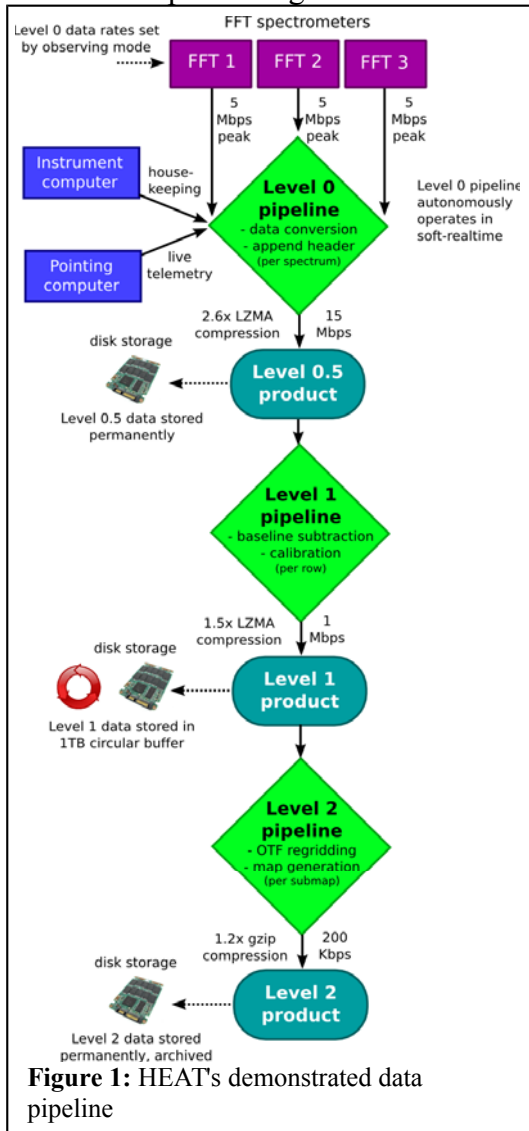 FFT spectrometers
Level 0 data rates set
by observing mode
FFT 1
FFT 2
FFT 3
5
Mbps
peak
5
Mbps
peak
5
Mbps
peak
Instrument
computer
house-
keeping
Pointing
computer
live
telemetry
Level 0
pipeline
- data conversion
- append header
(per spectrum)
Level 0 pipeline
autonomously
operates in
soft-realtime
2.6x LZMA
compression
15
Mbps
disk storage
Level 0.5
product
Level 0.5 data stored
permanently
Level 1
pipeline
- baseline subtraction
- calibration
(per row)
1.5x LZMA
compression
1
Mbps
disk storage
Level 1
product
Level 1 data stored in
1TB circular buffer
Level 2
pipeline
- OTF regridding
- map generation
(per submap)
1.2x gzip
compression
200
Kbps
disk storage
Level 2
product
Level 2 data stored
permanently, archived
Figure 1: HEAT's demonstrated data
pipeline